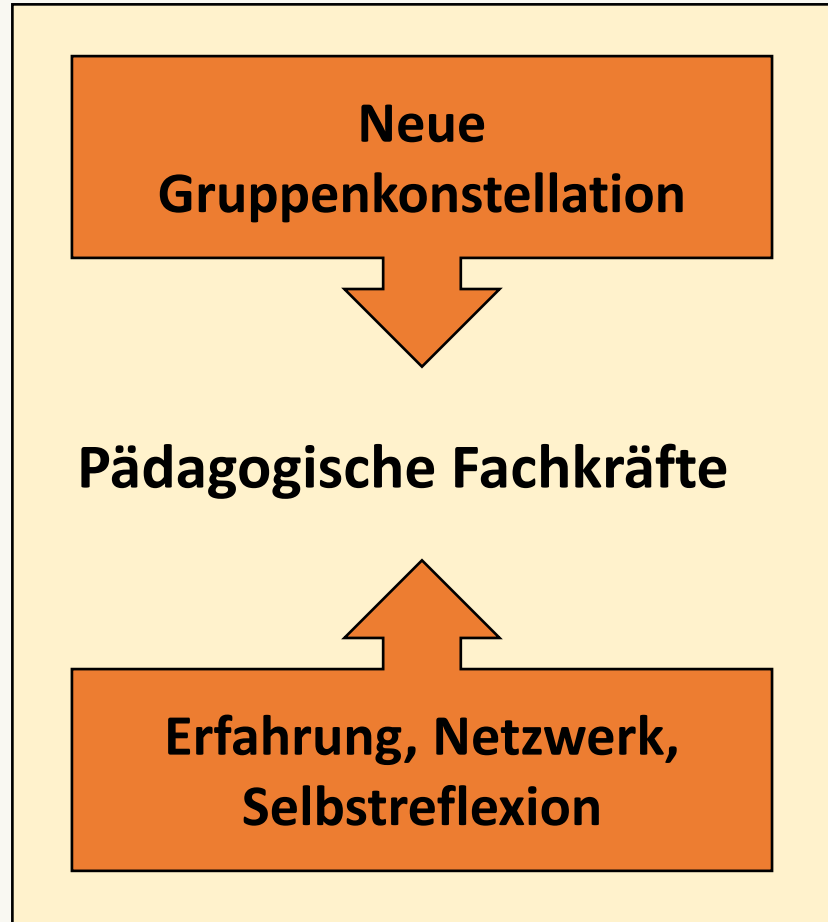 Neue
Gruppenkonstellation
Pädagogische Fachkräfte
Erfahrung, Netzwerk,
Selbstreflexion